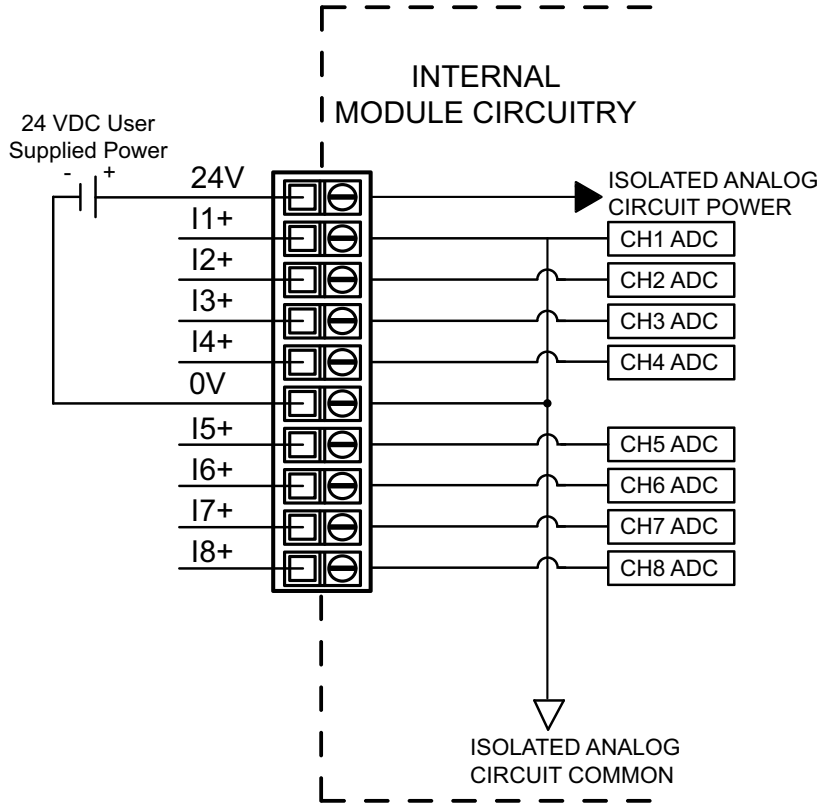 INTERNAL
MODULE CIRCUITRY
24 VDC User
Supplied Power
- +
24V
I1+
I2+
I3+
I4+
0V
I5+
I6+
I7+
I8+
ISOLATED ANALOG
CIRCUIT POWER
CH1 ADC
CH2 ADC
CH3 ADC
CH4 ADC
CH5 ADC
CH6 ADC
CH7 ADC
CH8 ADC
ISOLATED ANALOG
CIRCUIT COMMON